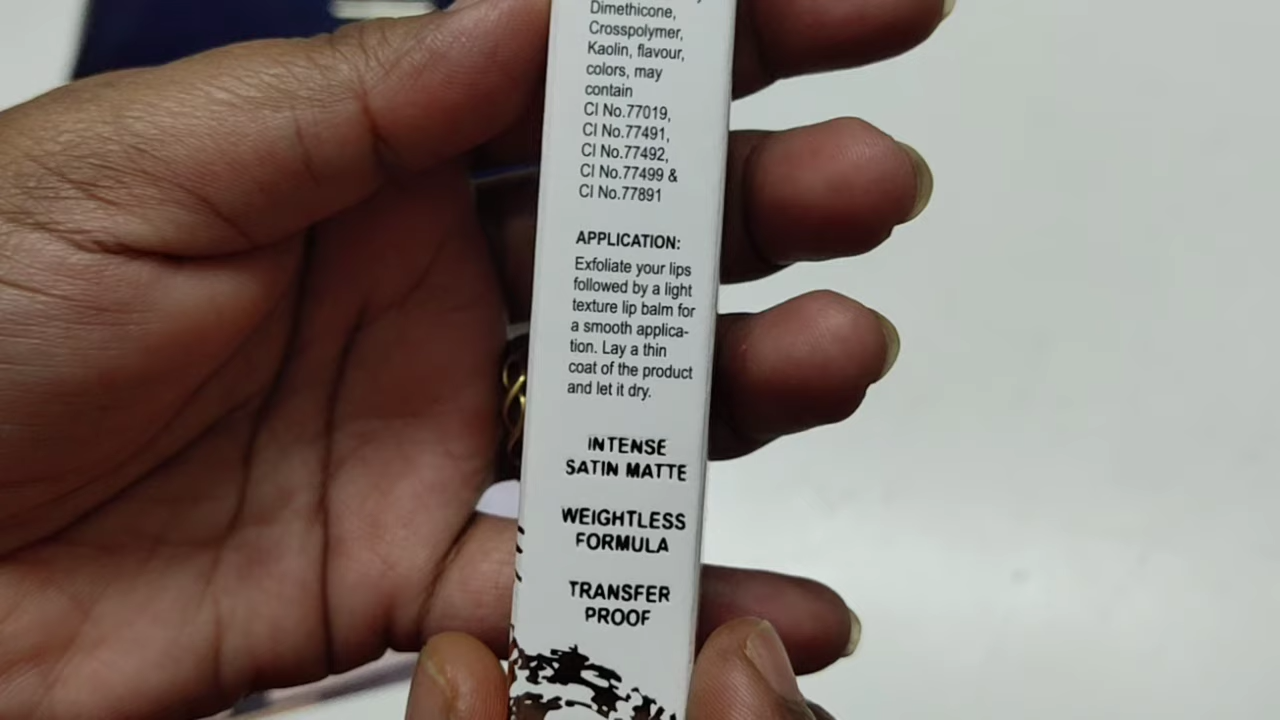 Dimethicone,
Crosspolymer,
Kaolin, flavour,
colors, may
contain
CI No.77019,
CI No.77491,
CI No.77492,
CI No.77499 &
CI No.77891
APPLICATION:
Exfoliate your lips
followed by a light
texture lip balm for
a smooth applica-
tion. Lay a thin
coat of the product
and let it dry.
INTENSE
SATIN MATTE
WEIGHTLESS
FORMULA
TRANSFER
PROOF